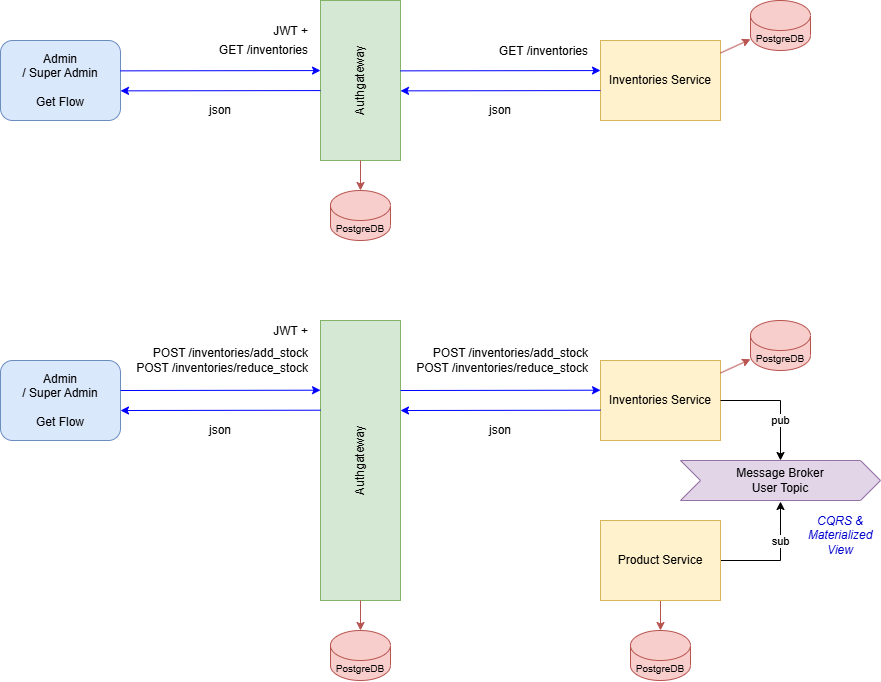 JWT +
GET /inventories
Admin
/ Super Admin
Get Flow
json
Authgateway
GET /inventories
json
Inventories Service
PostgreDB
PostgreDB
JWT +
POST /inventories/add_stock
POST /inventories/reduce_stock
Admin
/ Super Admin
Get Flow
json
Authgateway
POST /inventories/add_stock
POST /inventories/reduce_stock
json
Inventories Service
PostgreDB
pub
Message Broker
User Topic
CQRS &
Materialized
View
sub
Product Service
PostgreDB
PostgreDB